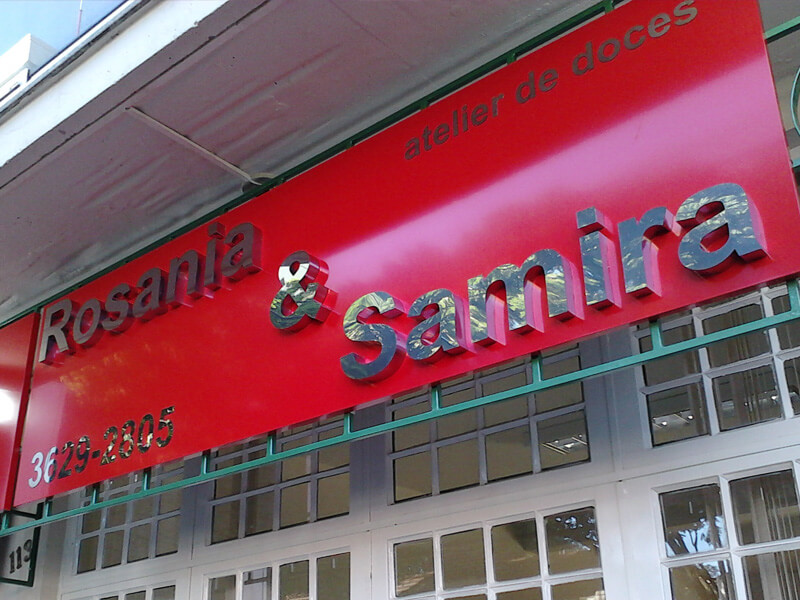 atelier de doces
Rosania & Samira
3629-2805